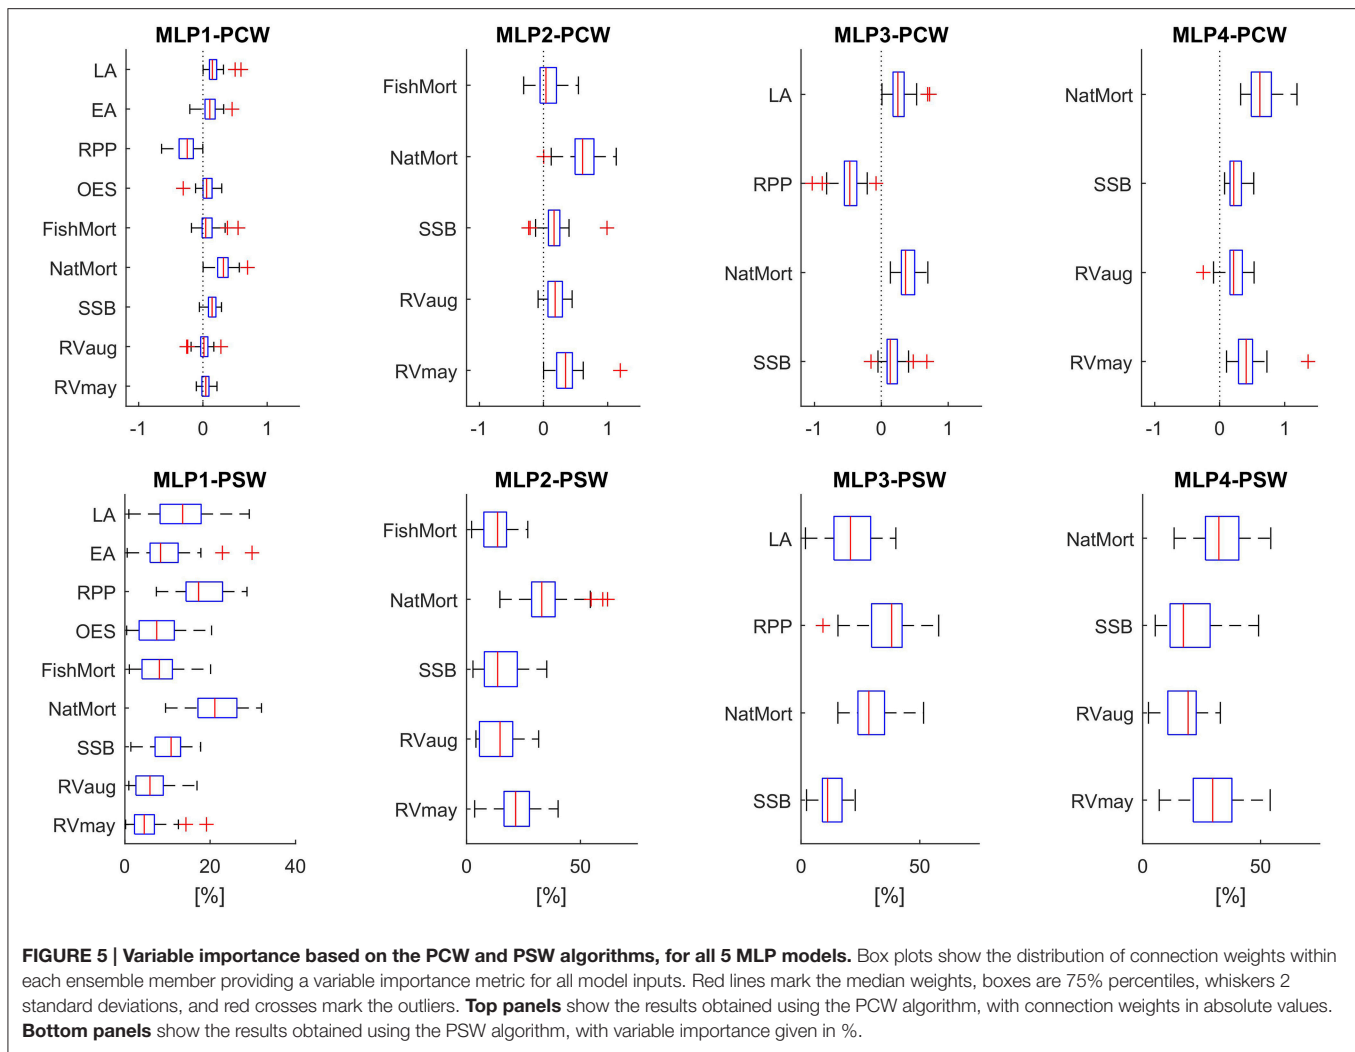 MLP1-PCW
LA
EA
RPP
OES
FishMort
NatMort
SSB
RVaug
RVmay
-1 0 1
MLP2-PCW
FishMort
NatMort
SSB
RVaug
RVmay
-1 0 1
MLP3-PCW
LA
RPP
NatMort
SSB
-1 0 1
MLP4-PCW
NatMort
SSB
RVaug
RVmay
-1 0 1
MLP1-PSW
LA
EA
RPP
OES
FishMort
NatMort
SSB
RVaug
RVmay
0 20 40
[%]
MLP2-PSW
FishMort
NatMort
SSB
RVaug
RVmay
0 50
[%]
MLP3-PSW
LA
RPP
NatMort
SSB
0 50
[%]
MLP4-PSW
NatMort
SSB
RVaug
RVmay
0 50
[%]
FIGURE 5 | Variable importance based on the PCW and PSW algorithms, for all 5 MLP models. Box plots show the distribution of connection weights within
each ensemble member providing a variable importance metric for all model inputs. Red lines mark the median weights, boxes are 75% percentiles, whiskers 2
standard deviations, and red crosses mark the outliers. Top panels show the results obtained using the PCW algorithm, with connection weights in absolute values.
Bottom panels show the results obtained using the PSW algorithm, with variable importance given in %.